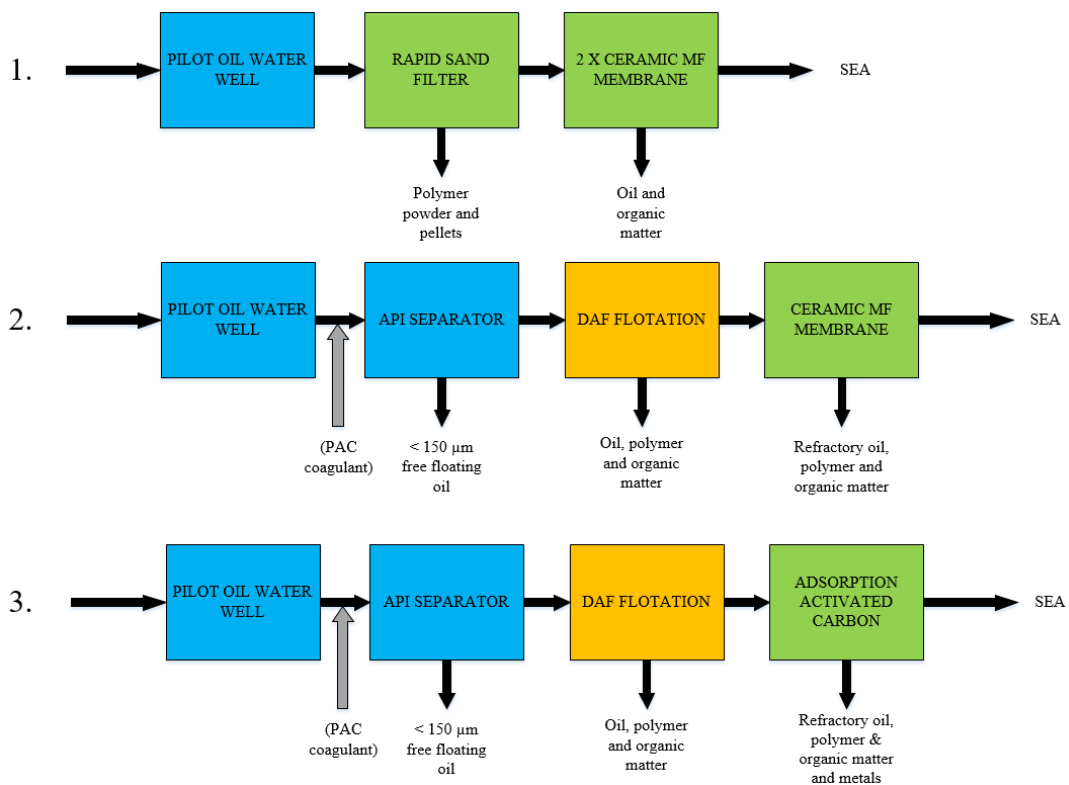 1.
PILOT OIL WATER
WELL
RAPID SAND
FILTER
2 X CERAMIC MF
MEMBRANE
SEA
Polymer
powder and
pellets
Oil and
organic
matter
2.
PILOT OIL WATER
WELL
API SEPARATOR
DAF FLOTATION
CERAMIC MF
MEMBRANE
SEA
(PAC
coagulant)
< 150 µm
free floating
oil
Oil, polymer
and organic
matter
Refractory oil,
polymer and
organic matter
3.
PILOT OIL WATER
WELL
API SEPARATOR
DAF FLOTATION
ADSORPTION
ACTIVATED
CARBON
SEA
(PAC
coagulant)
< 150 µm
free floating
oil
Oil, polymer
and organic
matter
Refractory oil,
polymer &
organic matter
and metals